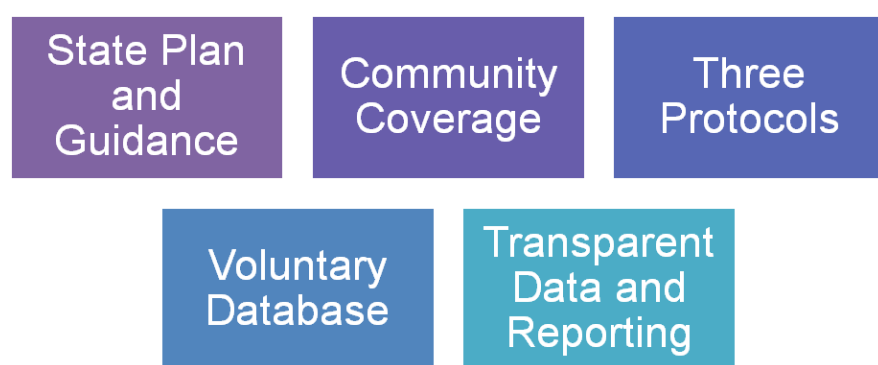 State Plan
and
Guidance
Community
Coverage
Three
Protocols
Voluntary
Database
Transparent
Data and
Reporting